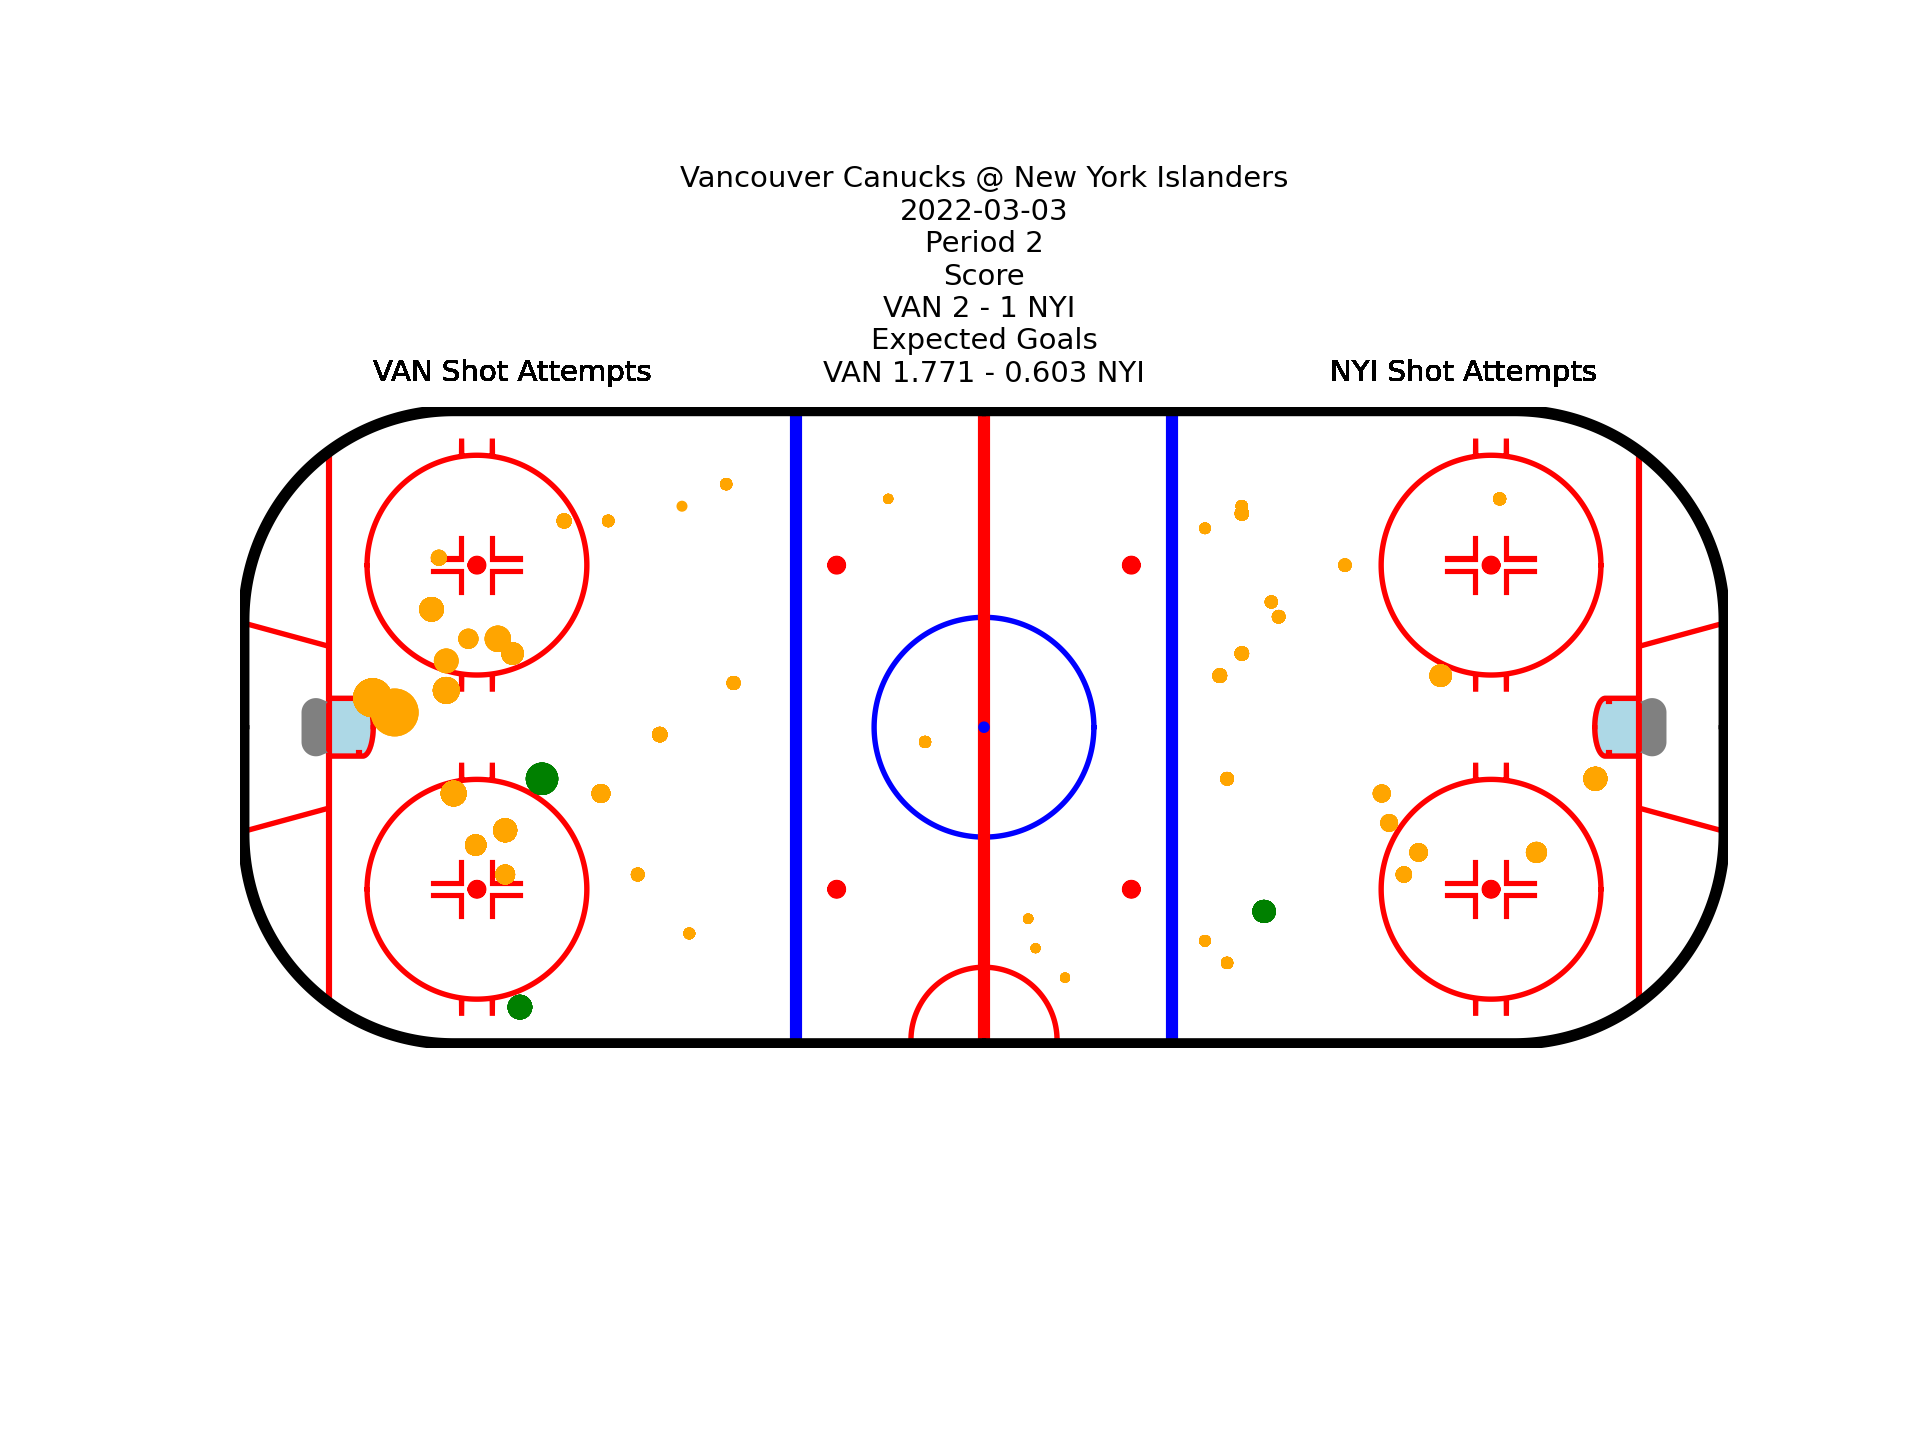 Vancouver Canucks @ New York Islanders
2022-03-03
Period 2
Score
VAN 2 - 1 NYI
Expected Goals
VAN 1.771 - 0.603 NYI
VAN Shot Attempts
NYI Shot Attempts